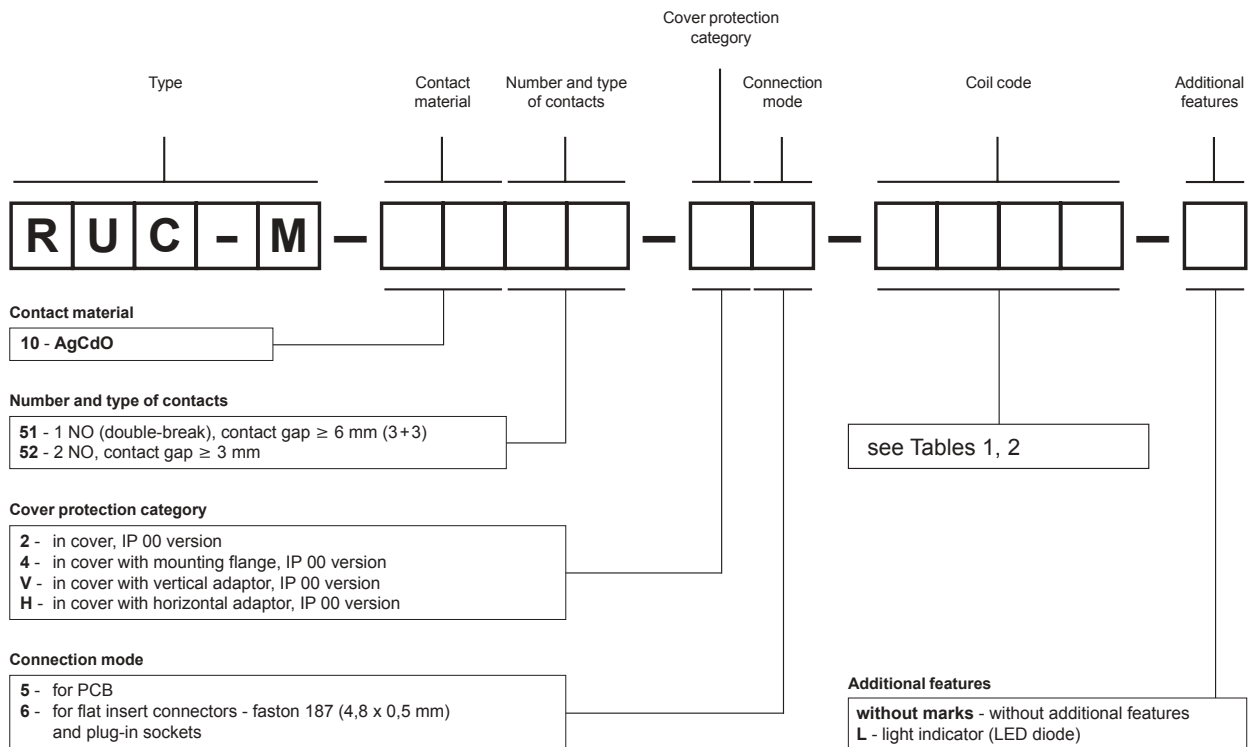 Cover protection
category
Type
Contact
material
Number and type
of contacts
Connection
mode
Coil code
Additional
features
R U C - M - - - -
Contact material
10 - AgCdO
Number and type of contacts
51 - 1 NO (double-break), contact gap ≥ 6 mm (3+3)
52 - 2 NO, contact gap ≥ 3 mm
see Tables 1, 2
Cover protection category
2 - in cover, IP 00 version
4 - in cover with mounting flange, IP 00 version
V - in cover with vertical adaptor, IP 00 version
H - in cover with horizontal adaptor, IP 00 version
Connection mode
5 - for PCB
6 - for flat insert connectors - faston 187 (4,8 x 0,5 mm)
and plug-in sockets
Additional features
without marks - without additional features
L - light indicator (LED diode)